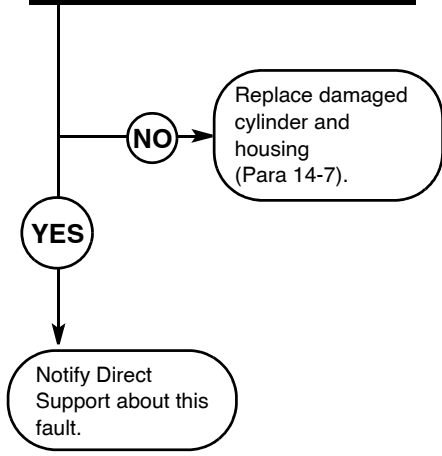 NO
Replace damaged
cylinder and
housing
(Para 14-7).
YES
Notify Direct
Support about this
fault.